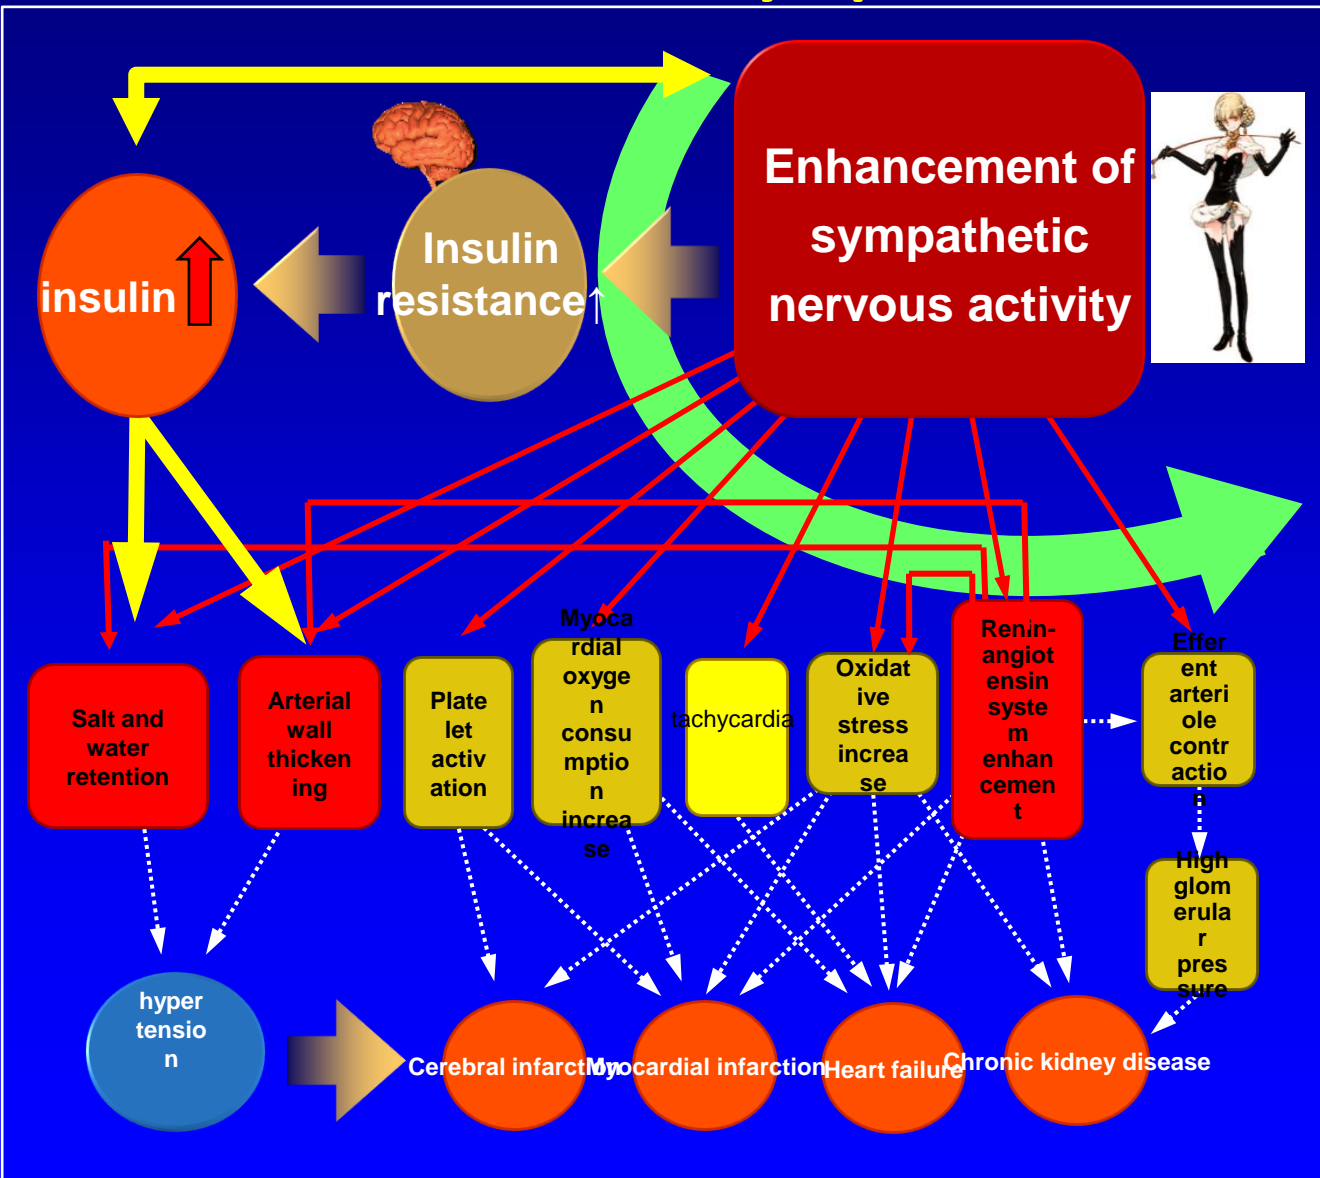 Enhancement of
sympathetic
nervous activity
Insulin
resistance↑
insulin
Salt and
water
retention
Arterial
wall
thicken
ing
Plate
let
activ
ation
Myoca
rdial
oxyge
n
consu
mptio
n
increa
se
tachycardia
Oxidat
ive
stress
increa
se
Renin-
angiot
ensin
syste
m
enhan
cemen
t
Effer
ent
arteri
ole
contr
actio
n
High
glom
erula
r
pres
sure
hyper
tensio
n
Cerebral infarction
Myocardial infarction
Heart failure
Chronic kidney disease